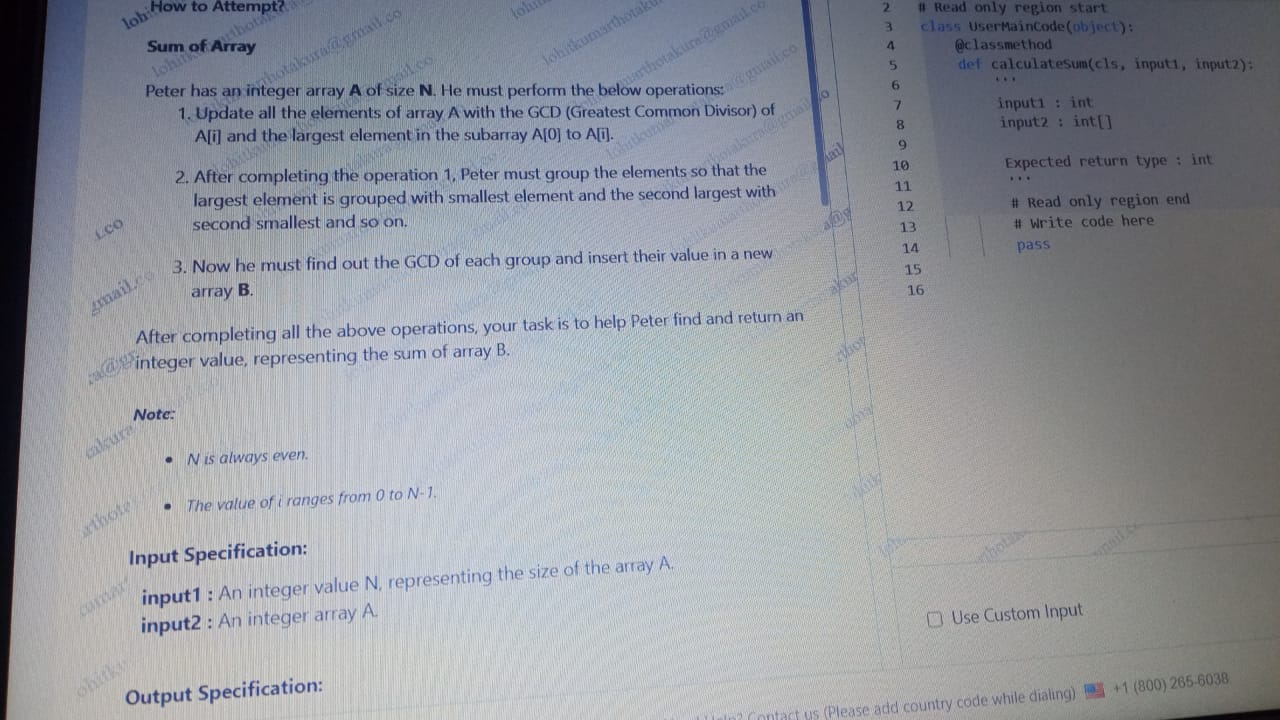 How to Attempt?
Sum of Array
Peter has an integer array A of size N. He must perform the below operations:
1. Update all the elements of array A with the GCD (Greatest Common Divisor) of
A[i] and the largest element in the subarray A[0] to A[i].
2. After completing the operation 1, Peter must group the elements so that the
largest element is grouped with smallest element and the second largest with
second smallest and so on.
3. Now he must find out the GCD of each group and insert their value in a new
array B.
After completing all the above operations, your task is to help Peter find and return an
integer value, representing the sum of array B.
Note:
• N is always even.
• The value of i ranges from 0 to N-1.
Input Specification:
input1 : An integer value N, representing the size of the array A.
input2 : An integer array A.
Output Specification:
2 # Read only region start
3 class UserMainCode(object):
4 @classmethod
5 def calculateSum(cls, input1, input2):
6 '''
7 input1 : int
8 input2 : int[]
9
10 Expected return type : int
11 '''
12 # Read only region end
13 # Write code here
14 pass
15
16
Use Custom Input
Contact us (Please add country code while dialing) +1 (800) 265-6038